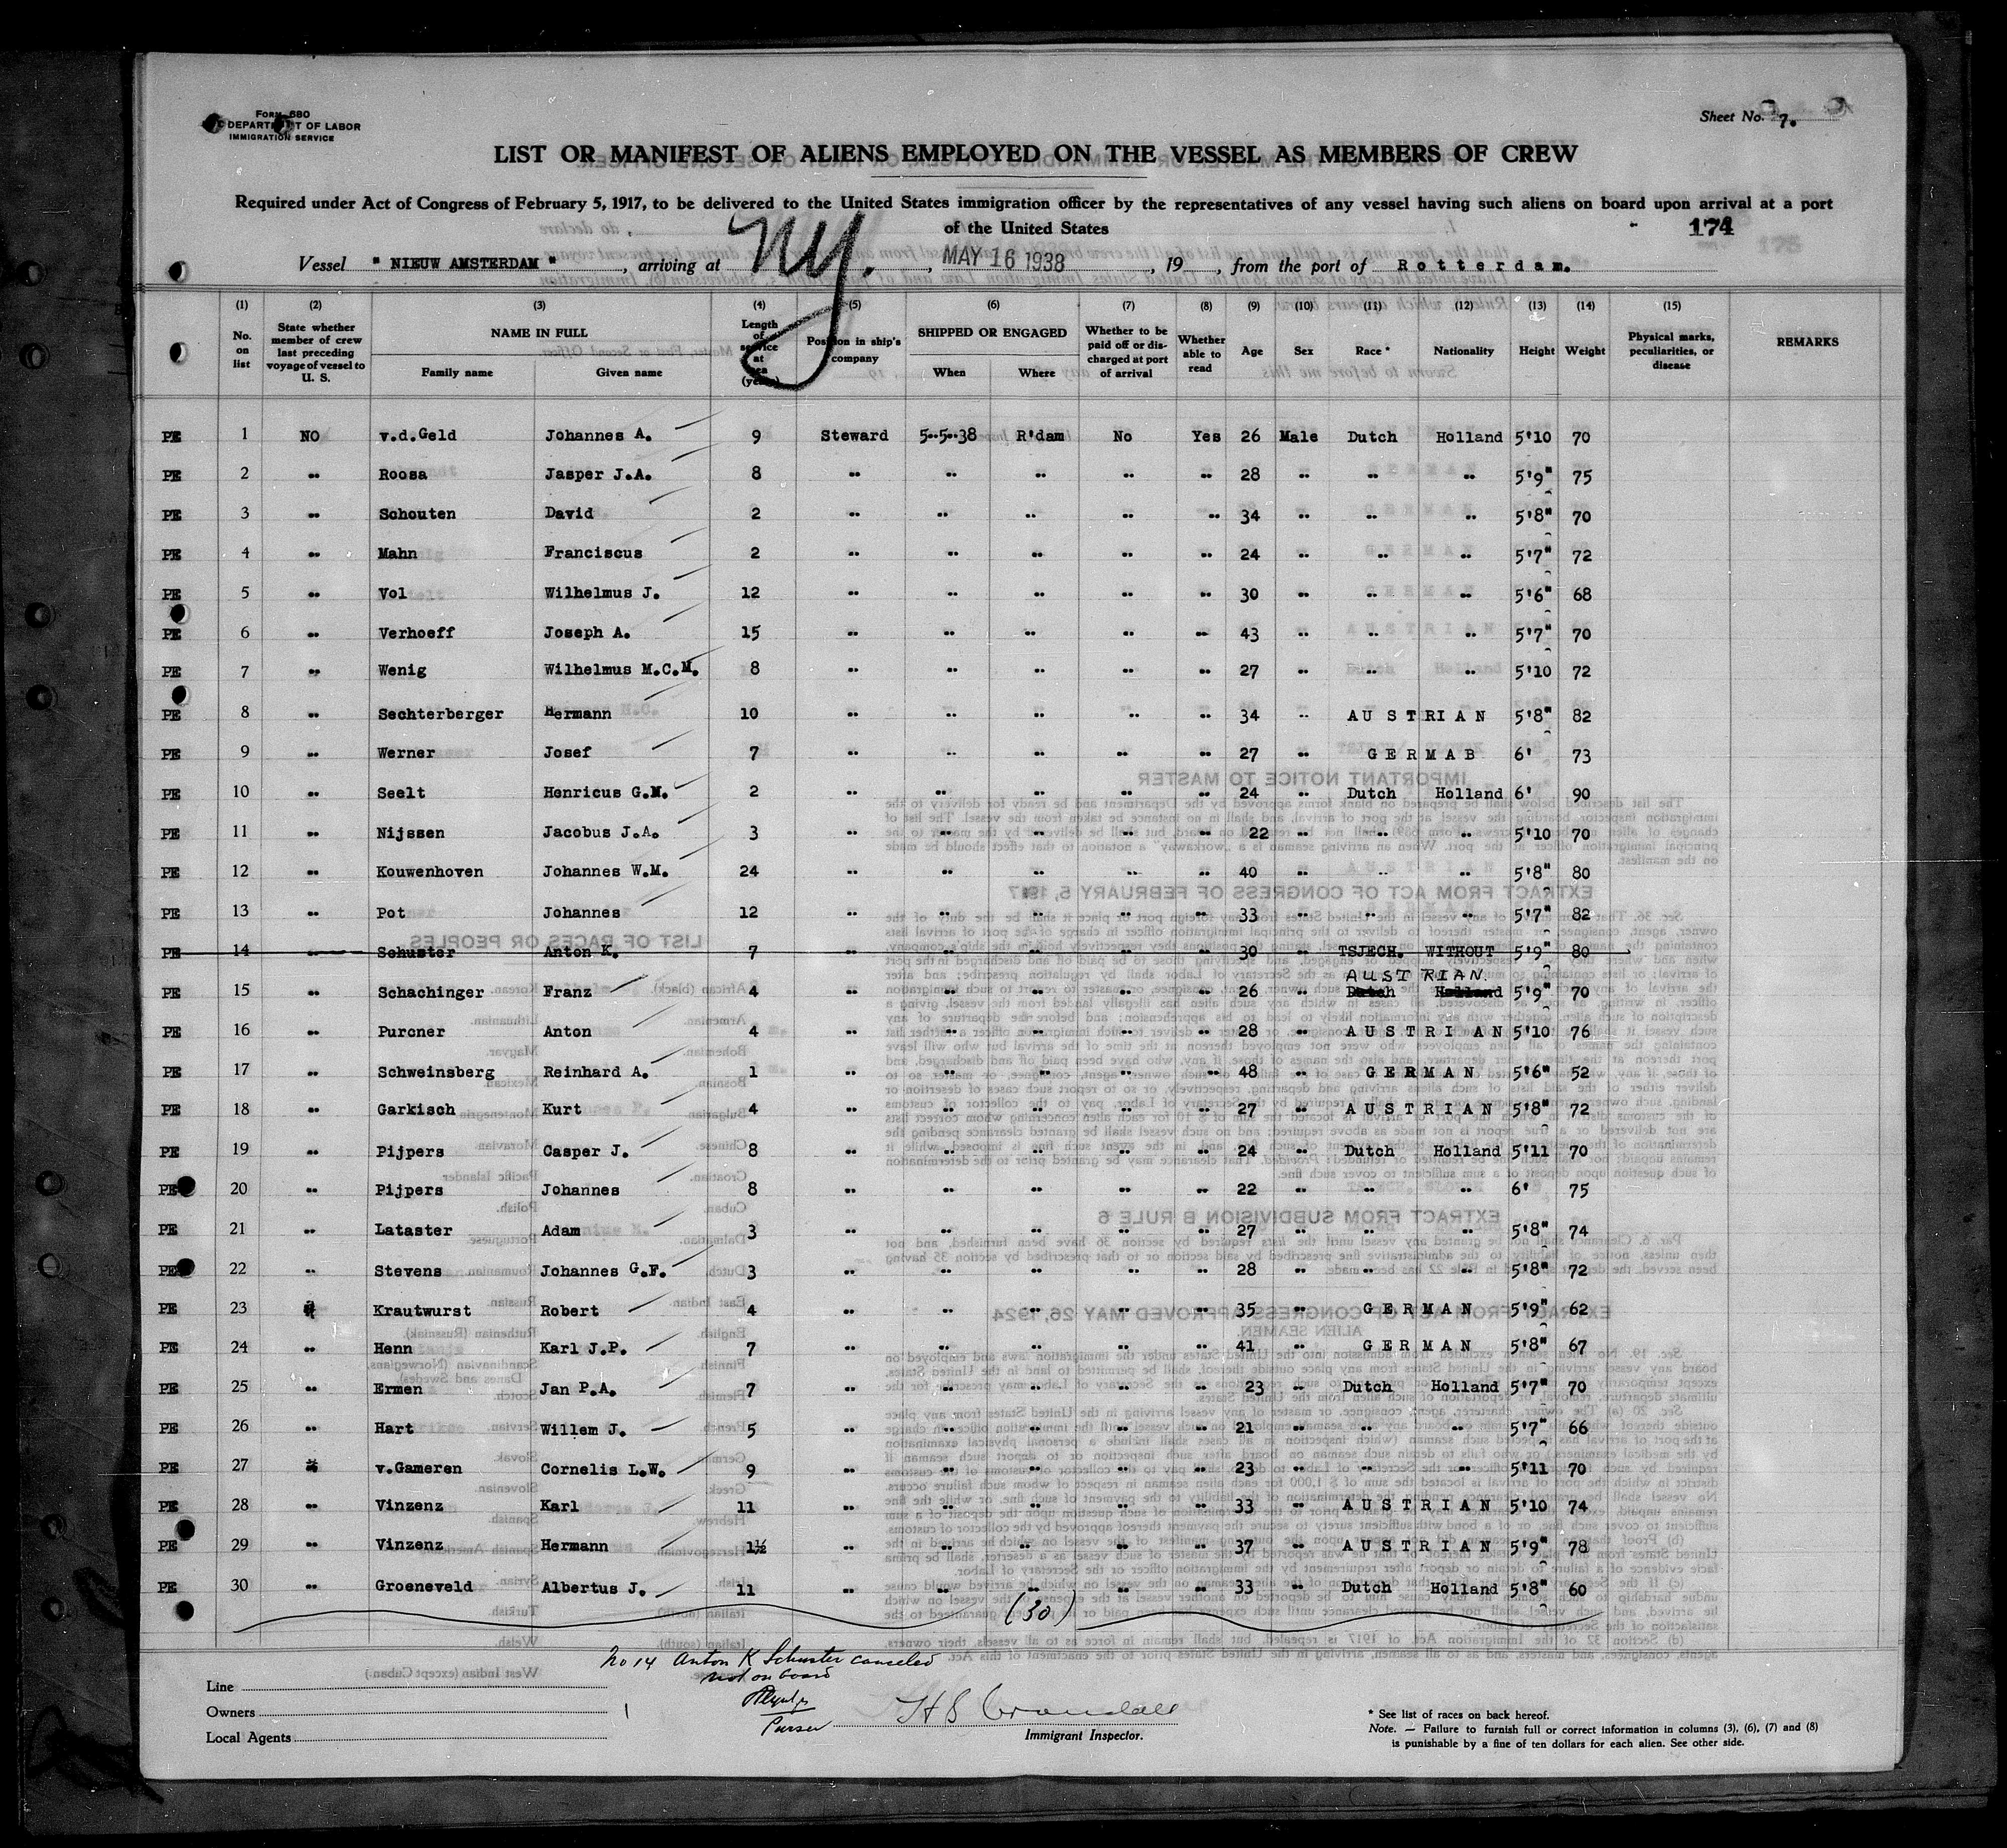 Form 680
DEPARTMENT OF LABOR
IMMIGRATION SERVICE
Sheet No. 7.
LIST OR MANIFEST OF ALIENS EMPLOYED ON THE VESSEL AS MEMBERS OF CREW
Required under Act of Congress of February 5, 1917, to be delivered to the United States immigration officer by the representatives of any vessel having such aliens on board upon arrival at a port
of the United States
174
Vessel " NIEUW AMSTERDAM ", arriving at NY., MAY 16 1938, 19 , from the port of Rotterdam.
(1) (2) (3) (4) (5) (6) (7) (8) (9) (10) (11) (12) (13) (14) (15)
No. on list State whether member of crew last preceding voyage of vessel to U. S. NAME IN FULL Family name Given name Length of service at sea (years) Position in ship's company SHIPPED OR ENGAGED When Where Whether to be paid off or discharged at port of arrival Whether able to read Age Sex Race * Nationality Height Weight Physical marks, peculiarities, or disease REMARKS
PE 1 NO v.d.Geld Johannes A. 9 Steward 5..5..38 R'dam No Yes 26 Male Dutch Holland 5'10 70
PE 2 " Roosa Jasper J.A. 8 " " " " " 28 " " " 5'9" 75
PE 3 " Schouten David 2 " " " " " 34 " " " 5'8" 70
PE 4 " Mahn Franciscus 2 " " " " " 24 " " " 5'7" 72
PE 5 " Vol Wilhelmus J. 12 " " " " " 30 " " " 5'6" 68
PE 6 " Verhoeff Joseph A. 15 " " " " " 43 " " " 5'7" 70
PE 7 " Wenig Wilhelmus M.C.M. 8 " " " " " 27 " " " 5'10 72
PE 8 " Sechterberger Hermann 10 " " " " " 34 " AUSTRIAN 5'8" 82
PE 9 " Werner Josef 7 " " " " " 27 " GERMAB 6' 73
PE 10 " Seelt Henricus G.M. 2 " " " " " 24 " Dutch Holland 6' 90
PE 11 " Nijssen Jacobus J.A. 3 " " " " " 22 " " " 5'10 70
PE 12 " Kouwenhoven Johannes W.M. 24 " " " " " 40 " " " 5'8" 80
PE 13 " Pot Johannes 12 " " " " " 33 " " " 5'7" 82
PE 14 " Schuster Anton K. 7 " " " " " 30 " TSJECH. WITHOUT 5'9" 80
AUSTRIAN
PE 15 " Schachinger Franz 4 " " " " " 26 " Dutch Holland 5'9" 70
PE 16 " Purcner Anton 4 " " " " " 28 " AUSTRIAN 5'10 76
PE 17 " Schweinsberg Reinhard A. 1 " " " " " 48 " GERMAN 5'6" 52
PE 18 " Garkisch Kurt 4 " " " " " 27 " AUSTRIAN 5'8" 72
PE 19 " Pijpers Casper J. 8 " " " " " 24 " Dutch Holland 5'11 70
PE 20 " Pijpers Johannes 8 " " " " " 22 " " " 6' 75
PE 21 " Lataster Adam 3 " " " " " 27 " " " 5'8" 74
PE 22 " Stevens Johannes G.F. 3 " " " " " 28 " " " 5'8" 72
PE 23 Krautwurst Robert 4 " " " " " 35 " GERMAN 5'9" 62
PE 24 " Henn Karl J.P. 7 " " " " " 41 " GERMAN 5'8" 67
PE 25 " Ermen Jan P.A. 7 " " " " " 23 " Dutch Holland 5'7" 70
PE 26 " Hart Willem J. 5 " " " " " 21 " " " 5'7" 66
PE 27 v.Gameren Cornelis L.W. 9 " " " " " 23 " " " 5'11 70
PE 28 " Vinzenz Karl 11 " " " " " 33 " AUSTRIAN 5'10 74
PE 29 " Vinzenz Hermann 1½ " " " " " 37 " AUSTRIAN 5'9" 78
PE 30 " Groeneveld Albertus J. 11 " " " " " 33 " Dutch Holland 5'8" 60
(30)
No 14 Anton K Schuster canceled
not on board
Purser
Line
Owners
Local Agents
H S Crandall
Immigrant Inspector.
* See list of races on back hereof.
Note. — Failure to furnish full or correct information in columns (3), (6), (7) and (8)
is punishable by a fine of ten dollars for each alien. See other side.